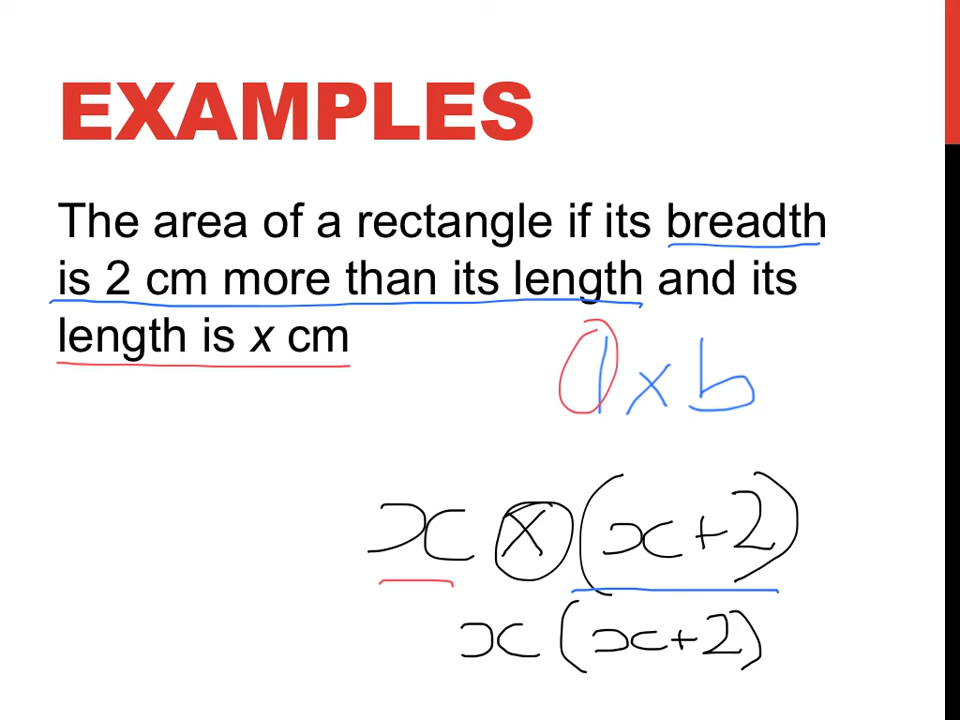 EXAMPLES
The area of a rectangle if its breadth
is 2 cm more than its length and its
length is x cm
l × b
x × (x+2)
x (x+2)